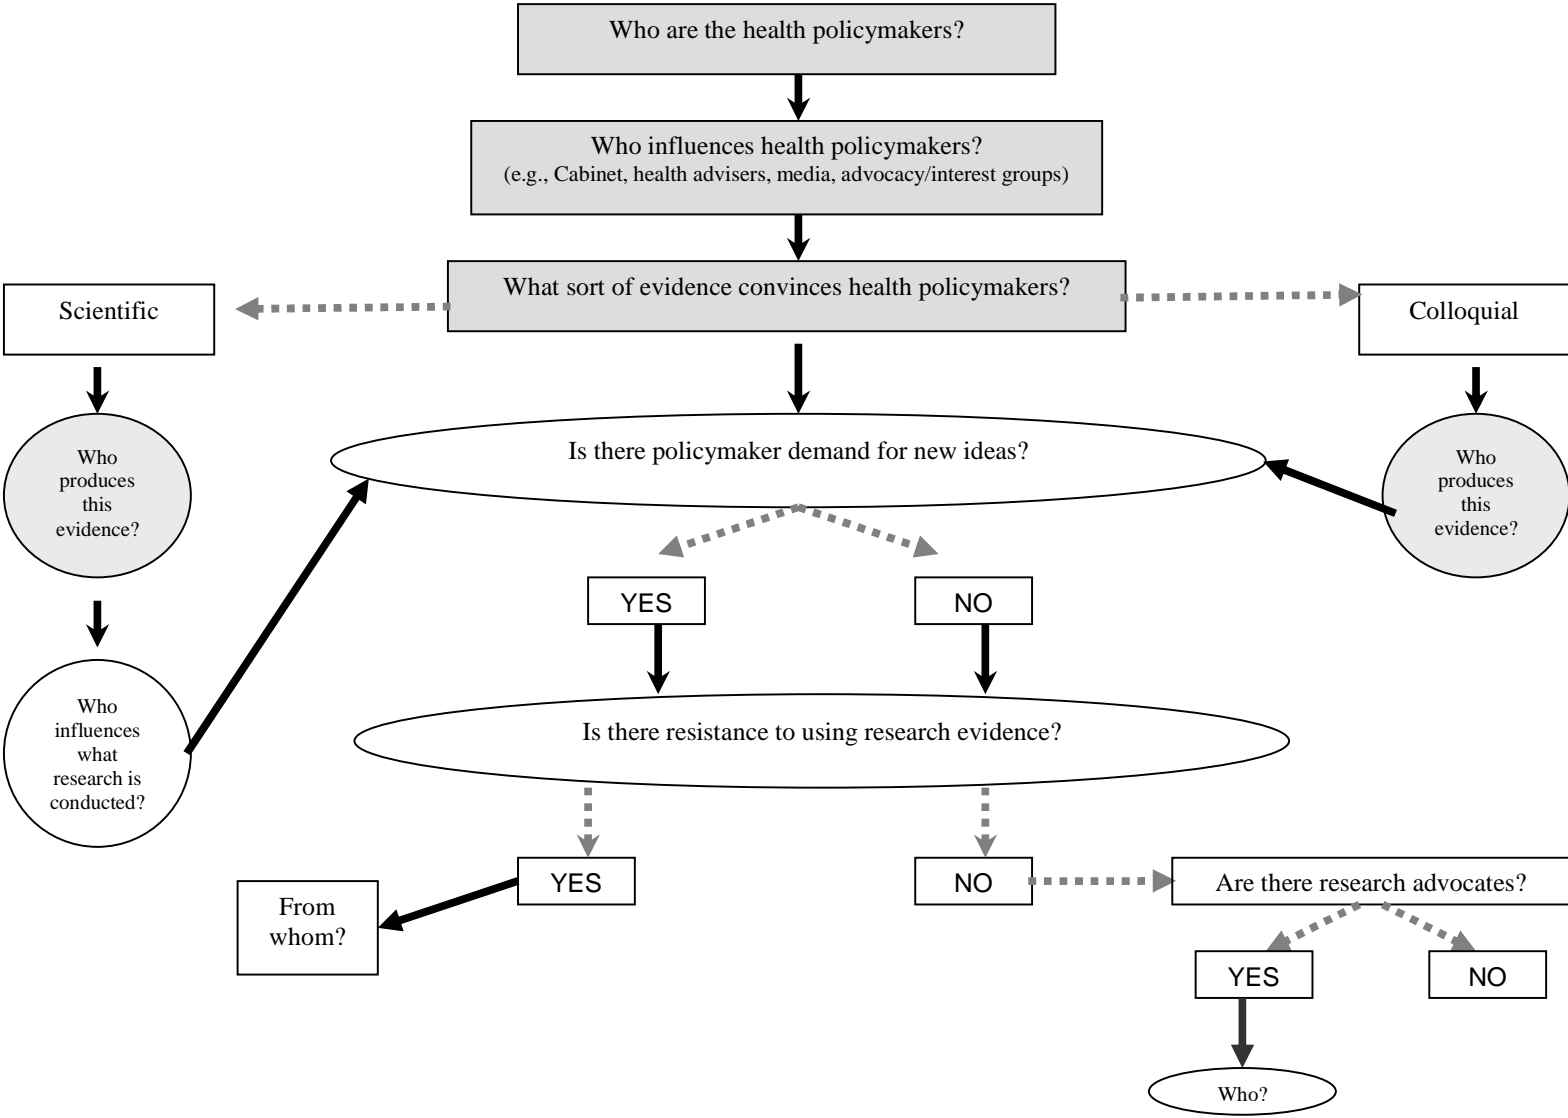 Who are the health policymakers?
Who influences health policymakers?
(e.g., Cabinet, health advisers, media, advocacy/interest groups)
What sort of evidence convinces health policymakers?
Scientific
Colloquial
Is there policymaker demand for new ideas?
Who
produces
this
evidence?
Who
produces
this
evidence?
YES
NO
Who
influences
what
research is
conducted?
Is there resistance to using research evidence?
YES
NO
Are there research advocates?
From
whom?
YES
NO
Who?